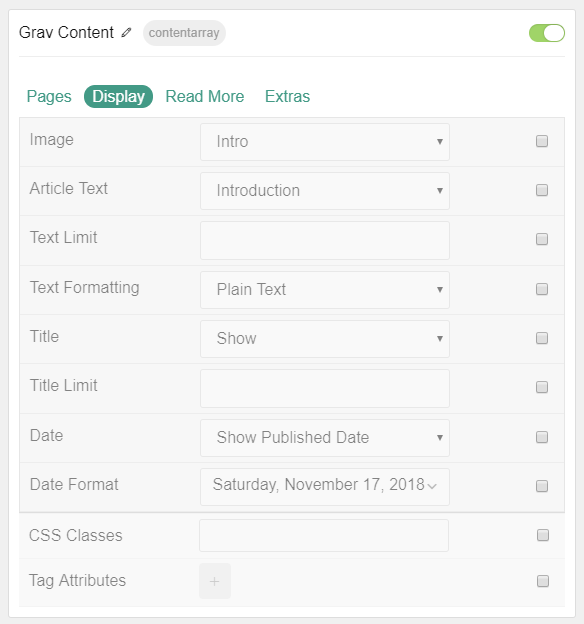 Grav Content contentarray
Pages Display Read More Extras
Image Intro
Article Text Introduction
Text Limit
Text Formatting Plain Text
Title Show
Title Limit
Date Show Published Date
Date Format Saturday, November 17, 2018
CSS Classes
Tag Attributes +